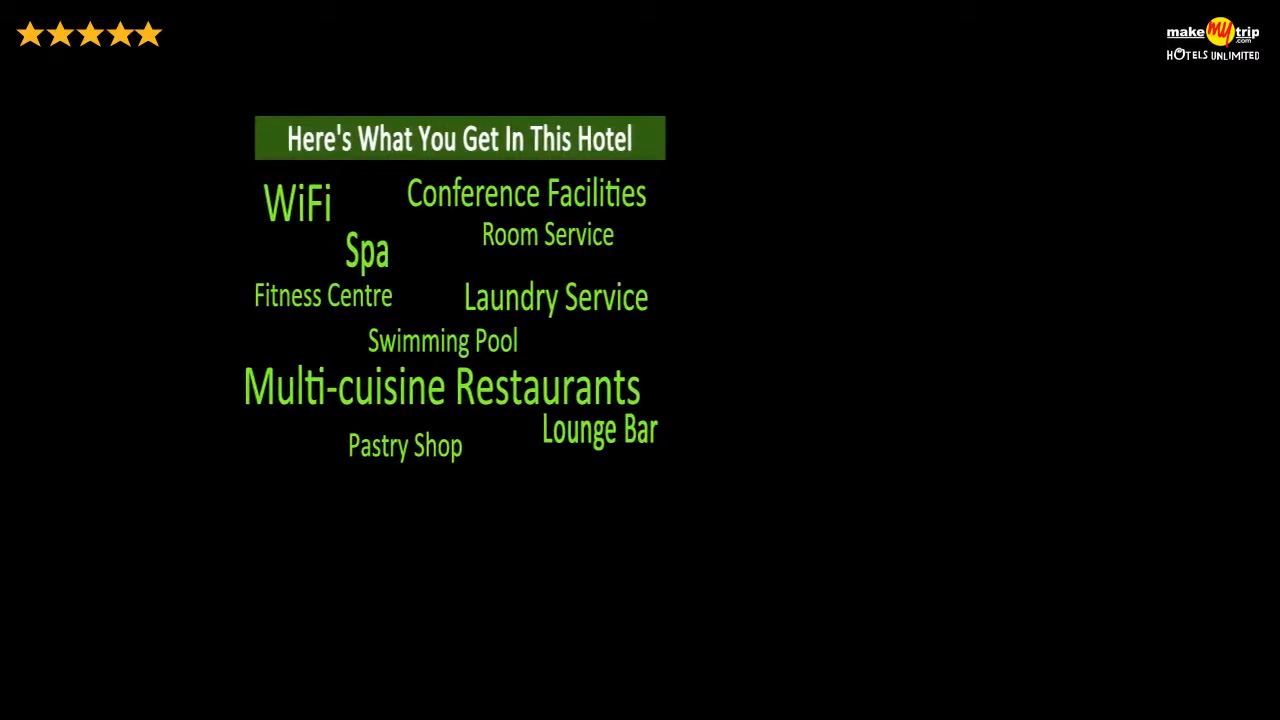 make my trip
.com
HOTELS UNLIMITED
Here's What You Get In This Hotel
WiFi
Conference Facilities
Room Service
Spa
Fitness Centre
Laundry Service
Swimming Pool
Multi-cuisine Restaurants
Lounge Bar
Pastry Shop